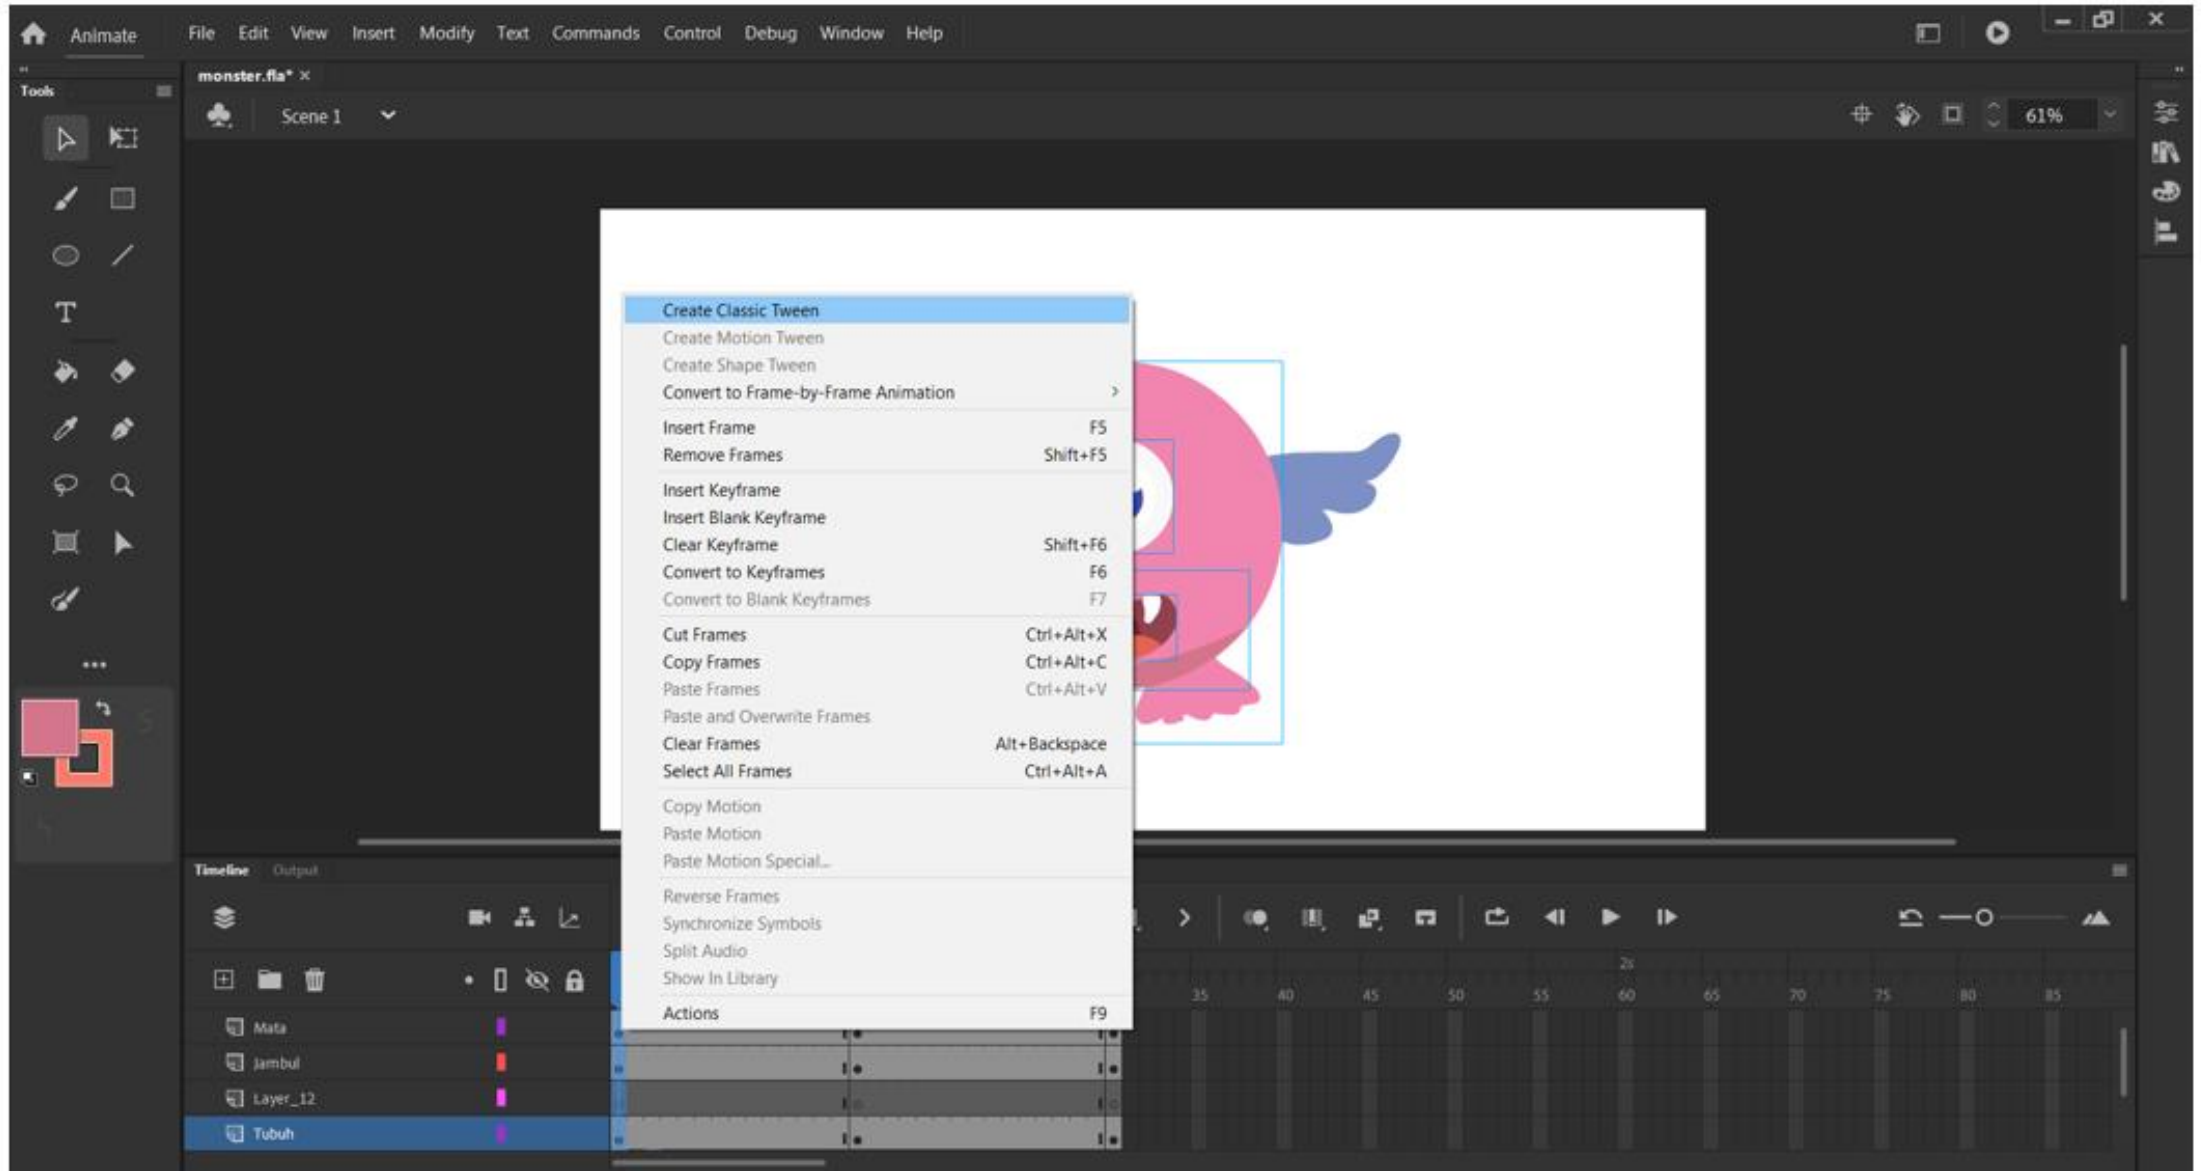 Animate File Edit View Insert Modify Text Commands Control Debug Window Help
Tools
monster.fla* ×
Scene 1
61%
T
Create Classic Tween
Create Motion Tween
Create Shape Tween
Convert to Frame-by-Frame Animation
Insert Frame F5
Remove Frames Shift+F5
Insert Keyframe
Insert Blank Keyframe
Clear Keyframe Shift+F6
Convert to Keyframes F6
Convert to Blank Keyframes F7
Cut Frames Ctrl+Alt+X
Copy Frames Ctrl+Alt+C
Paste Frames Ctrl+Alt+V
Paste and Overwrite Frames
Clear Frames Alt+Backspace
Select All Frames Ctrl+Alt+A
Copy Motion
Paste Motion
Paste Motion Special...
Reverse Frames
Synchronize Symbols
Split Audio
Show In Library
Actions F9
Timeline Output
2s
35 40 45 50 55 60 65 70 75 80 85
Mata
Jambul
Layer_12
Tubuh